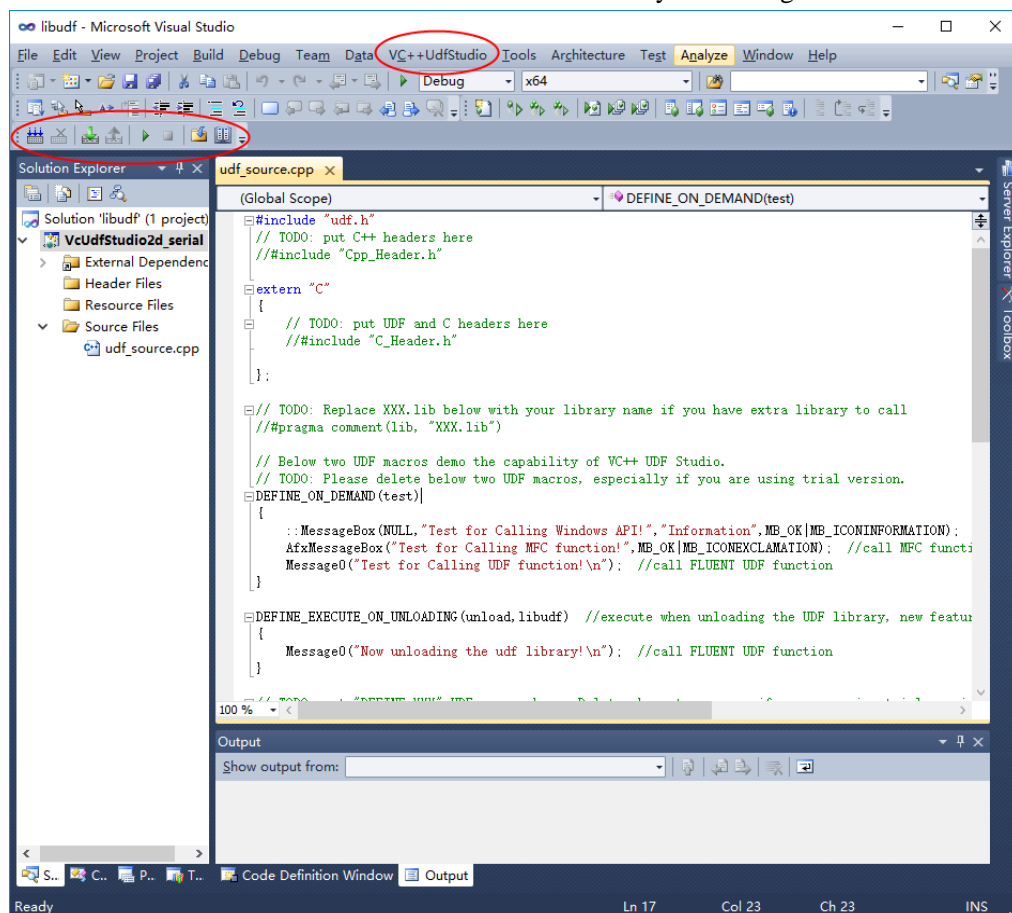 libudf - Microsoft Visual Studio
File Edit View Project Build Debug Team Data VC++UdfStudio Tools Architecture Test Analyze Window Help
Debug x64
Solution Explorer
udf_source.cpp
(Global Scope) DEFINE_ON_DEMAND(test)
Solution 'libudf' (1 project)
VcUdfStudio2d_serial
External Dependenc
Header Files
Resource Files
Source Files
udf_source.cpp
#include "udf.h"
// TODO: put C++ headers here
//#include "Cpp_Header.h"
extern "C"
{
// TODO: put UDF and C headers here
//#include "C_Header.h"
};
// TODO: Replace XXX.lib below with your library name if you have extra library to call
//#pragma comment(lib, "XXX.lib")
// Below two UDF macros demo the capability of VC++ UDF Studio.
// TODO: Please delete below two UDF macros, especially if you are using trial version.
DEFINE_ON_DEMAND(test)
{
::MessageBox(NULL,"Test for Calling Windows API!","Information",MB_OK|MB_ICONINFORMATION);
AfxMessageBox("Test for Calling MFC function!",MB_OK|MB_ICONEXCLAMATION); //call MFC functi
Message0("Test for Calling UDF function!\n"); //call FLUENT UDF function
}
DEFINE_EXECUTE_ON_UNLOADING(unload,libudf) //execute when unloading the UDF library, new featur
{
Message0("Now unloading the udf library!\n"); //call FLUENT UDF function
}
100 %
Server Explorer
Toolbox
Output
Show output from:
S... C... P... T... Code Definition Window Output
Ready Ln 17 Col 23 Ch 23 INS